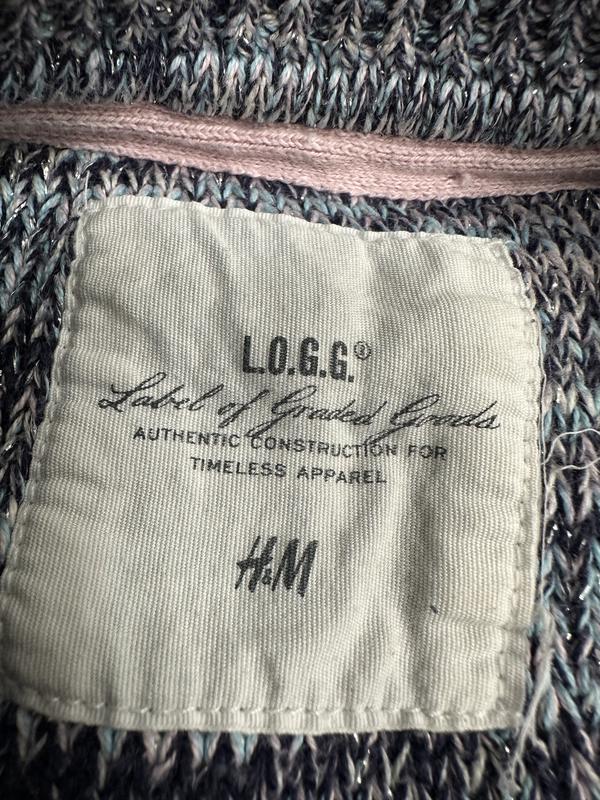 L.O.G.G.®
Label of Graded Goods
AUTHENTIC CONSTRUCTION FOR
TIMELESS APPAREL
H&M